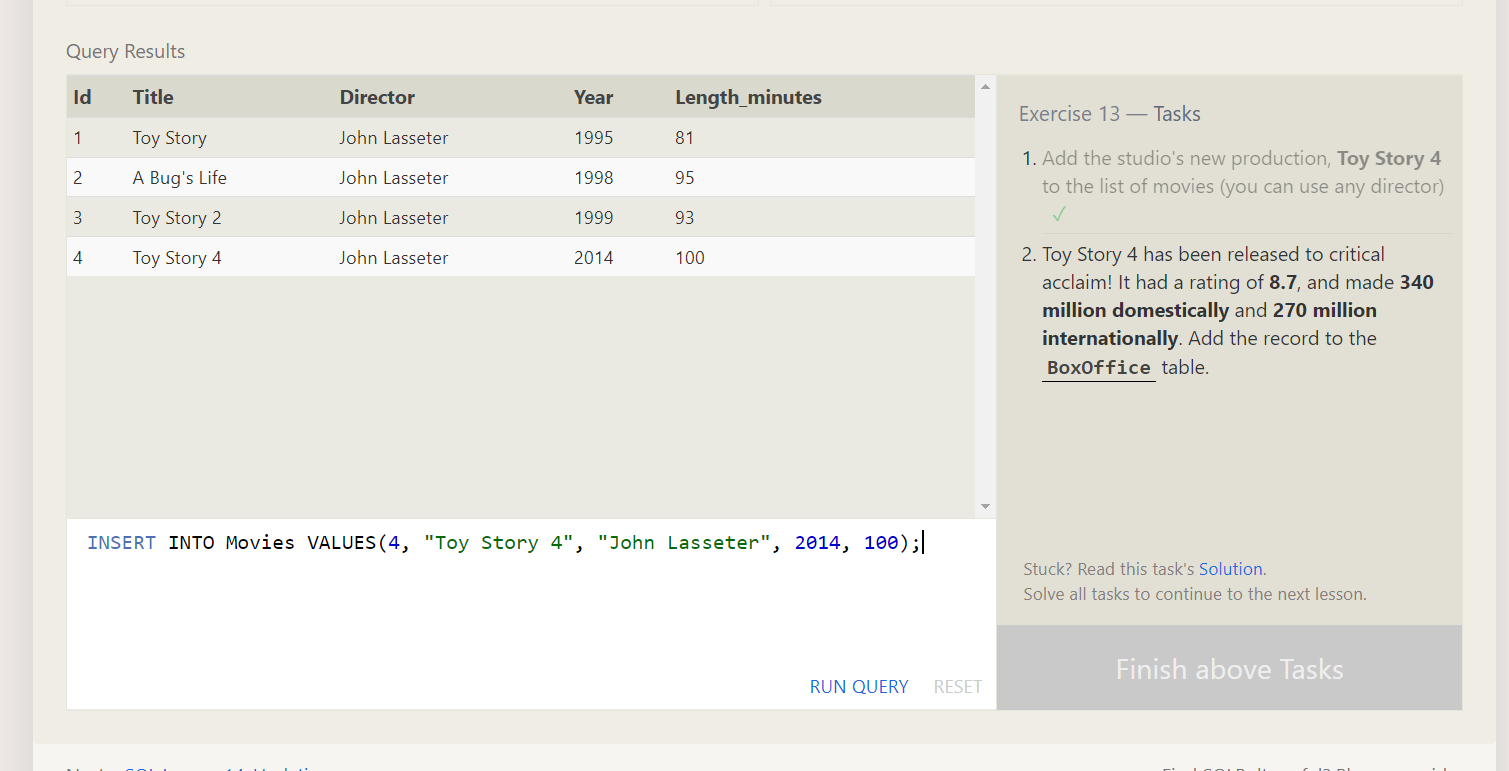 Query Results
Id Title Director Year Length_minutes
1 Toy Story John Lasseter 1995 81
2 A Bug's Life John Lasseter 1998 95
3 Toy Story 2 John Lasseter 1999 93
4 Toy Story 4 John Lasseter 2014 100
INSERT INTO Movies VALUES(4, "Toy Story 4", "John Lasseter", 2014, 100);
RUN QUERY RESET
Exercise 13 — Tasks
1. Add the studio's new production, Toy Story 4
to the list of movies (you can use any director)
✓
2. Toy Story 4 has been released to critical
acclaim! It had a rating of 8.7, and made 340
million domestically and 270 million
internationally. Add the record to the
BoxOffice table.
Stuck? Read this task's Solution.
Solve all tasks to continue to the next lesson.
Finish above Tasks